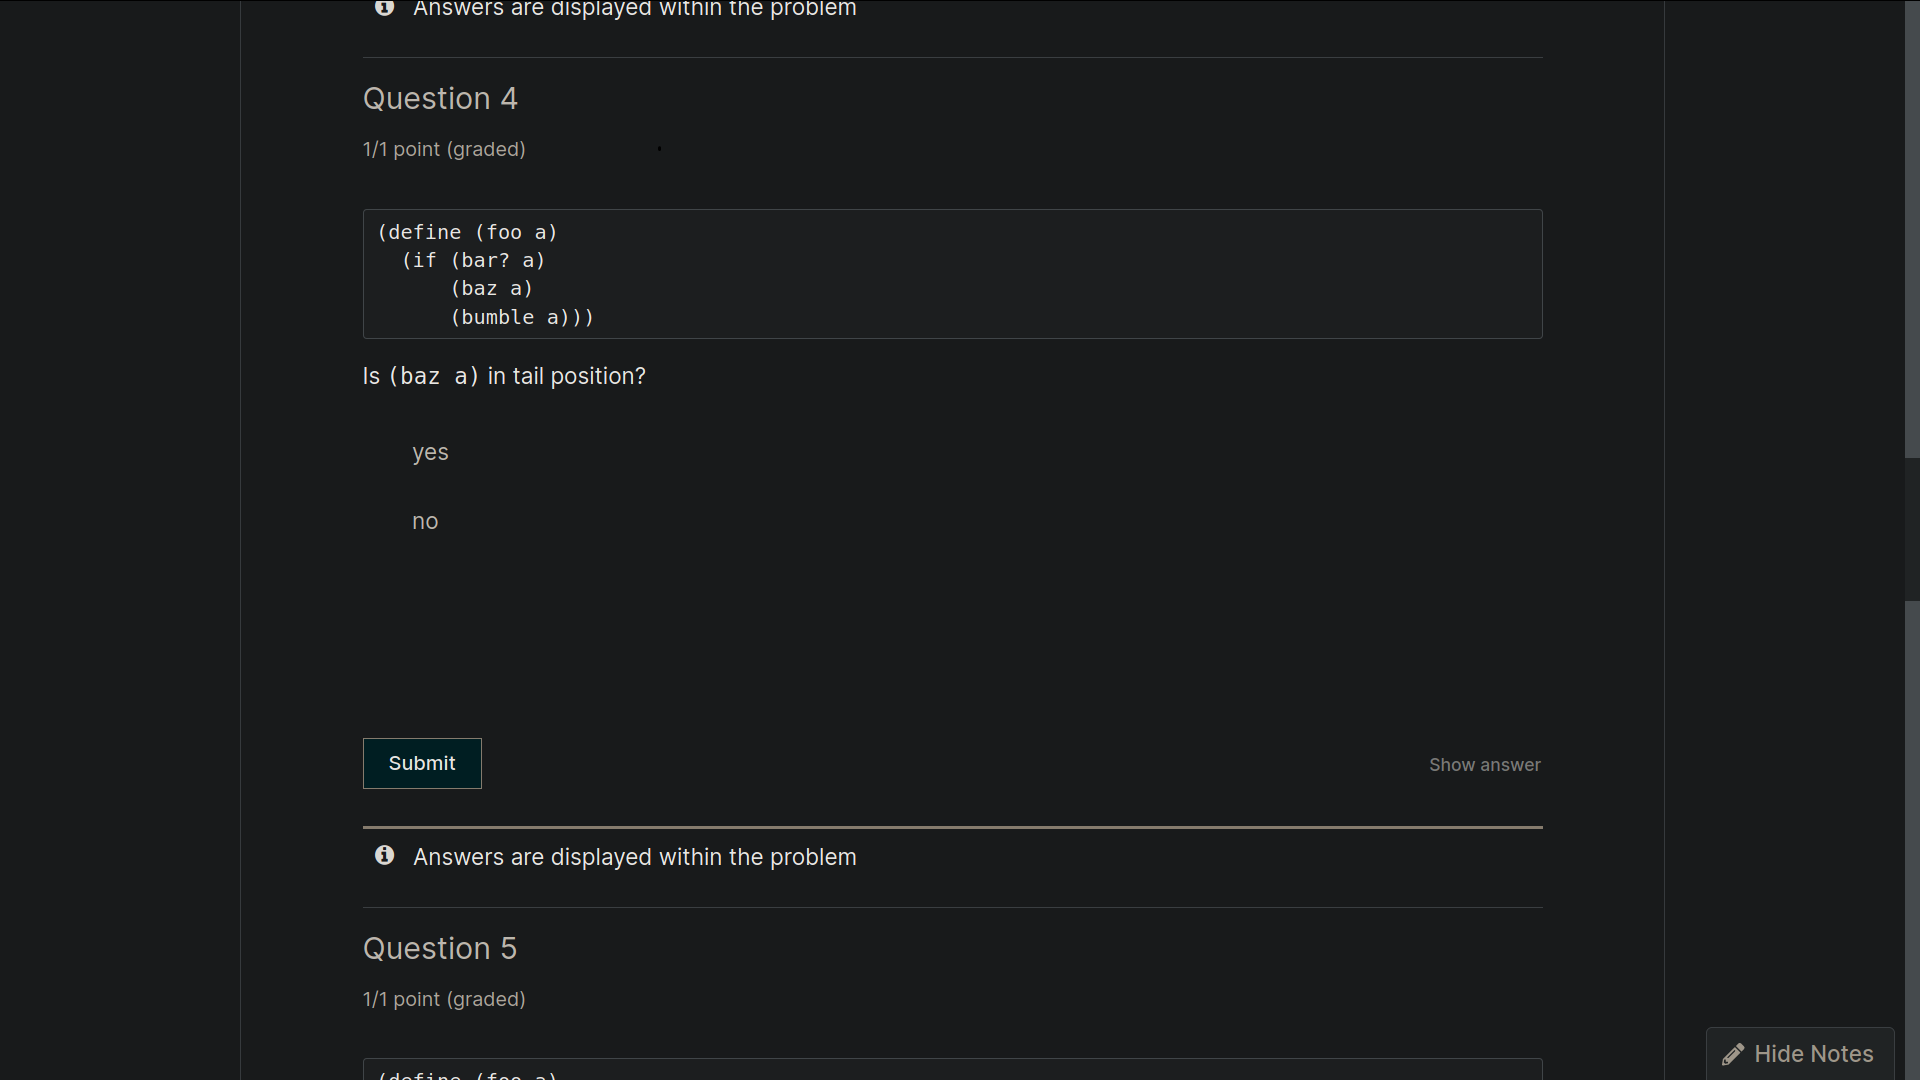 Answers are displayed within the problem
Question 4
1/1 point (graded)
(define (foo a)
  (if (bar? a)
      (baz a)
      (bumble a)))
Is (baz a) in tail position?
yes
no
Submit
Show answer
Answers are displayed within the problem
Question 5
1/1 point (graded)
(define (foo a)
Hide Notes